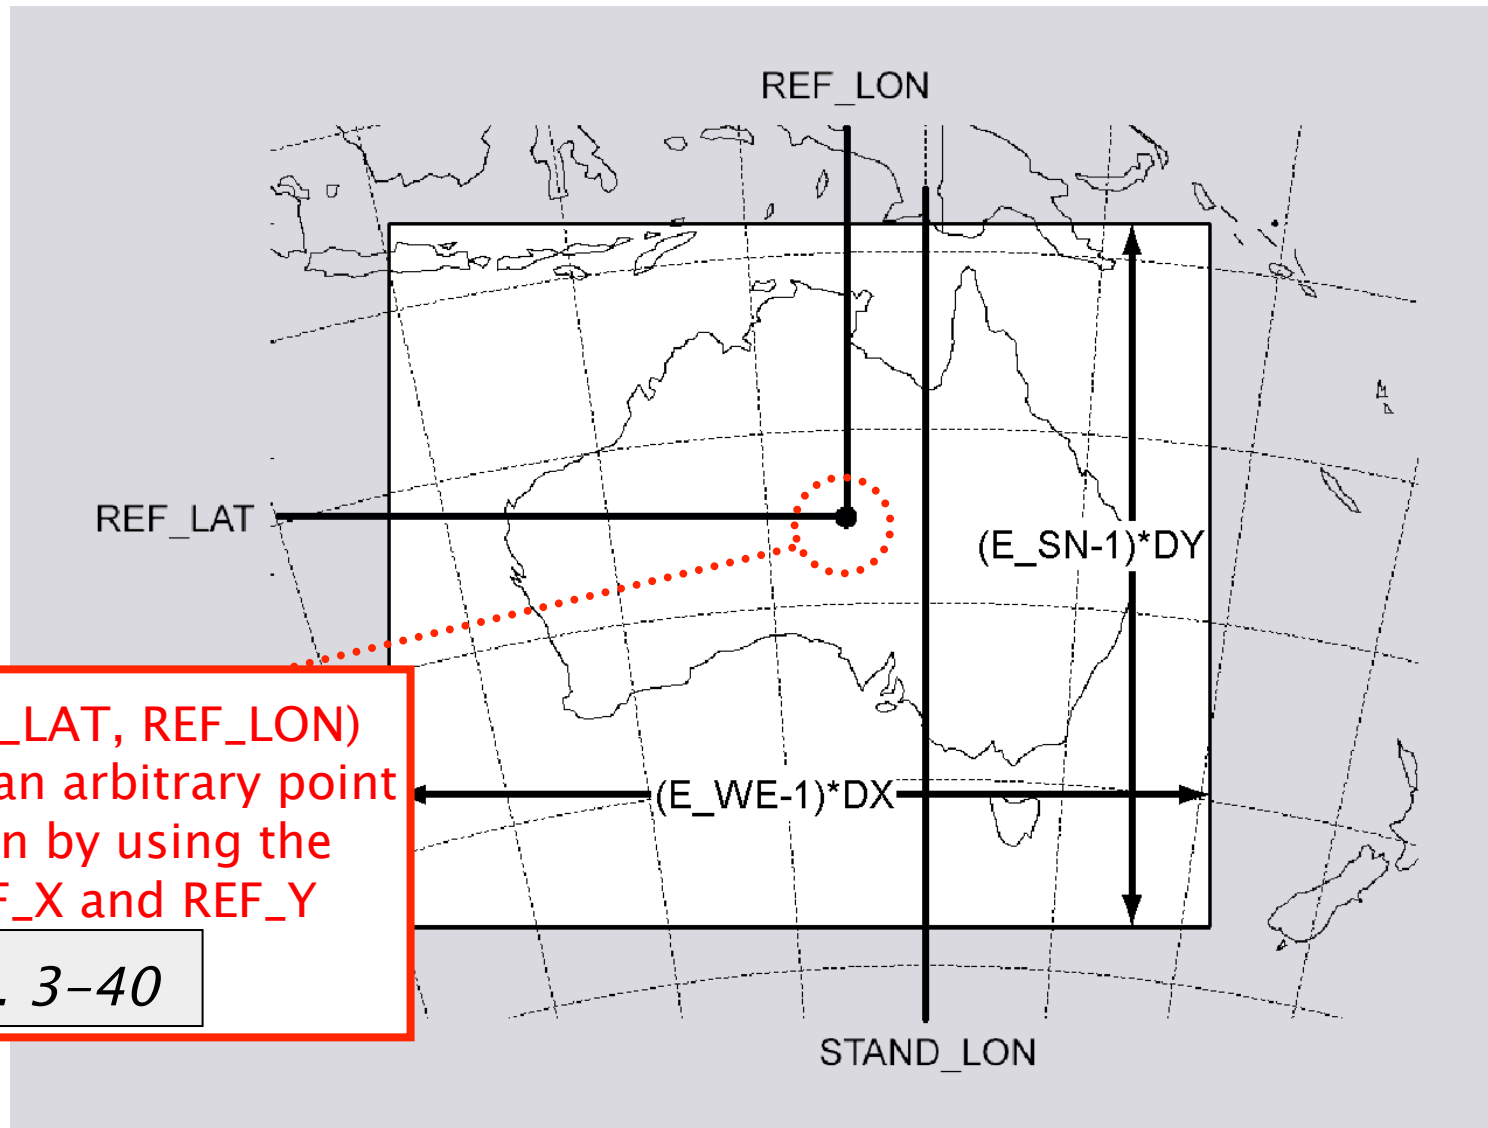 REF_LON
REF_LAT
(E_SN-1)*DY
_LAT, REF_LON)
an arbitrary point
(E_WE-1)*DX
n by using the
F_X and REF_Y
. 3-40
STAND_LON